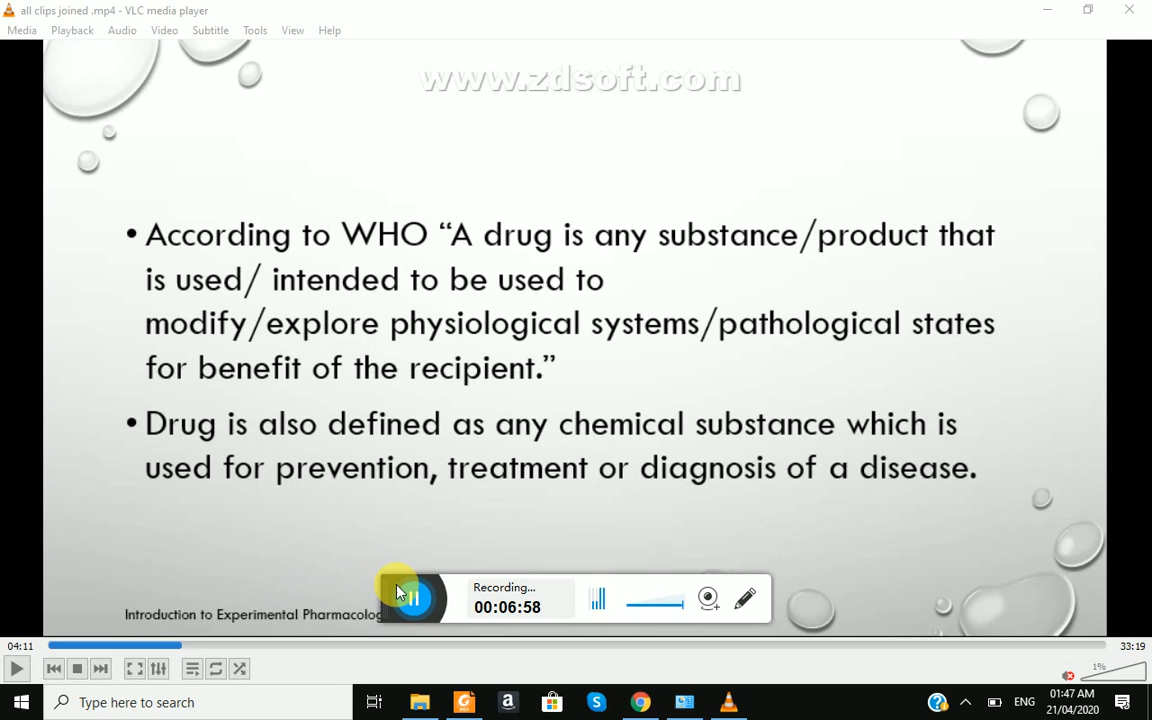 all clips joined .mp4 - VLC media player
Media Playback Audio Video Subtitle Tools View Help
www.zdsoft.com
• According to WHO “A drug is any substance/product that
is used/ intended to be used to
modify/explore physiological systems/pathological states
for benefit of the recipient.”
• Drug is also defined as any chemical substance which is
used for prevention, treatment or diagnosis of a disease.
Recording...
00:06:58
Introduction to Experimental
04:11
33:19
1%
Type here to search
ENG
01:47 AM
21/04/2020